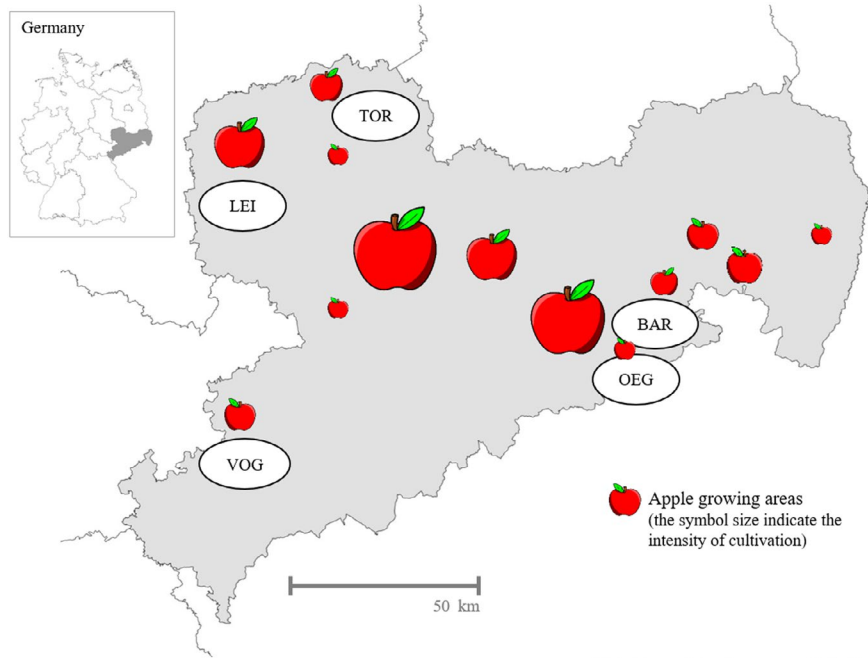 Germany
TOR
LEI
BAR
OEG
VOG
Apple growing areas
(the symbol size indicate the
intensity of cultivation)
50 km